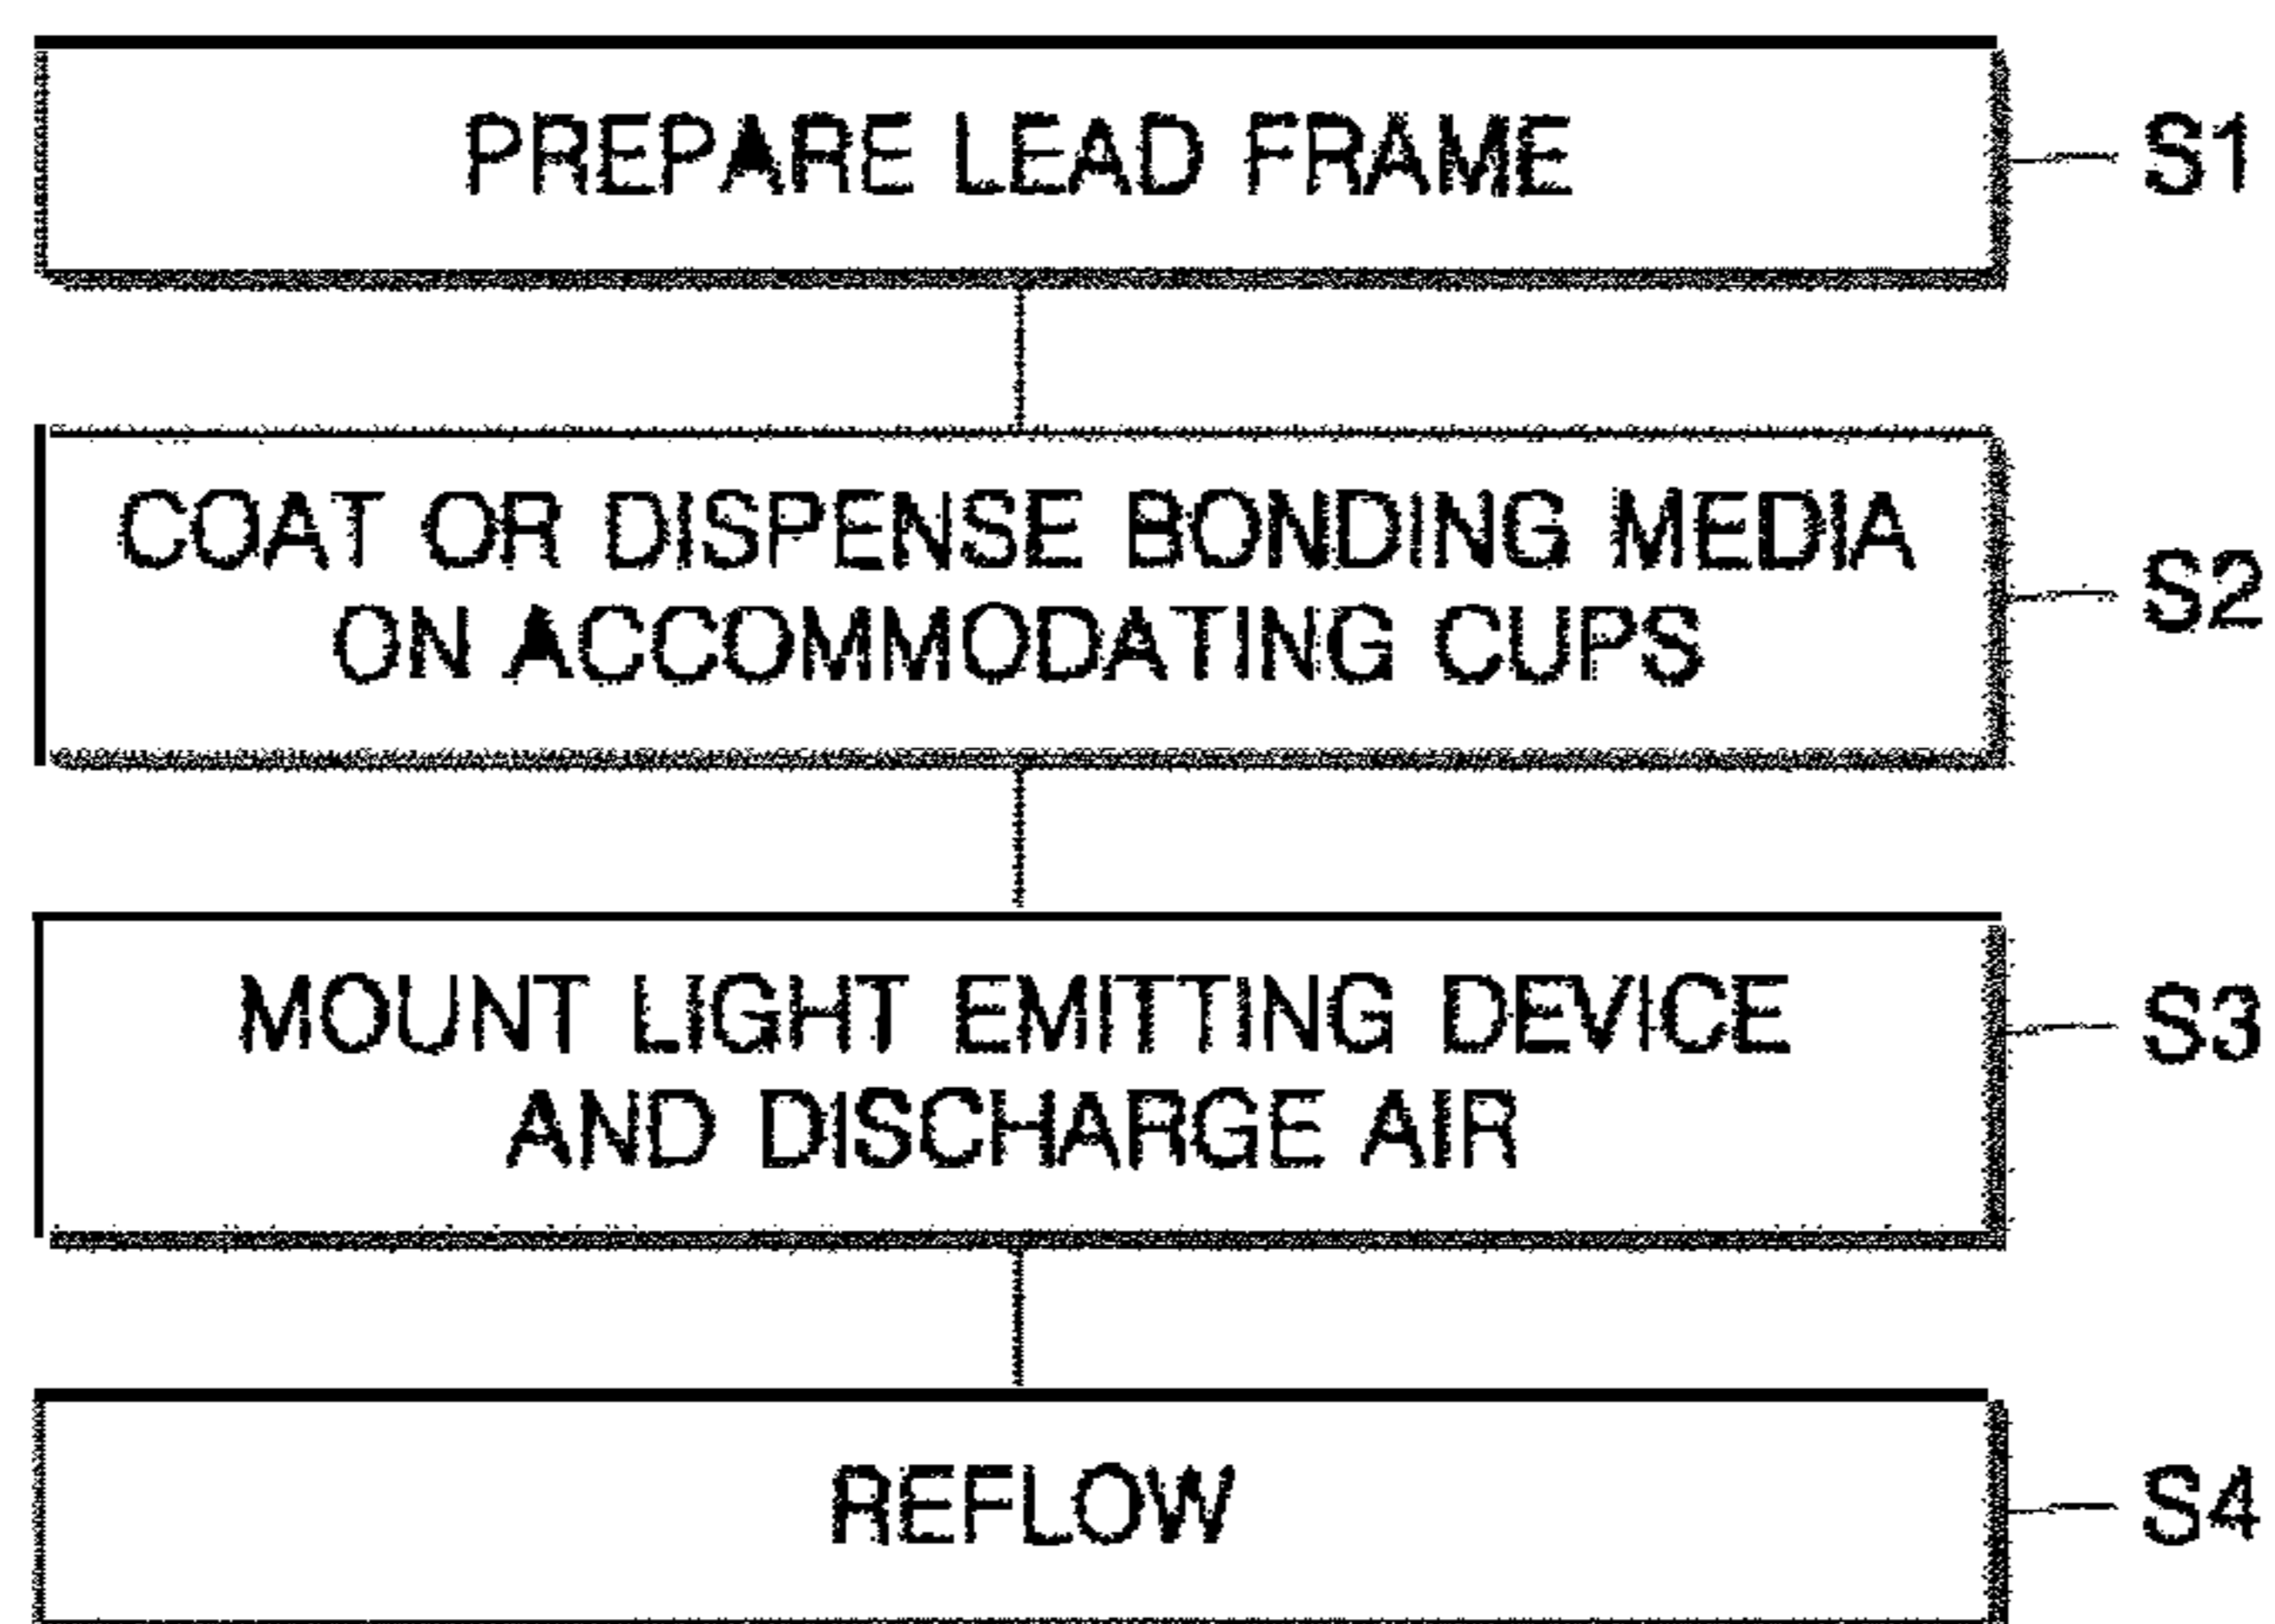 PREPARE LEAD FRAME
S1
COAT OR DISPENSE BONDING MEDIA
ON ACCOMMODATING CUPS
S2
MOUNT LIGHT EMITTING DEVICE
AND DISCHARGE AIR
S3
REFLOW
S4